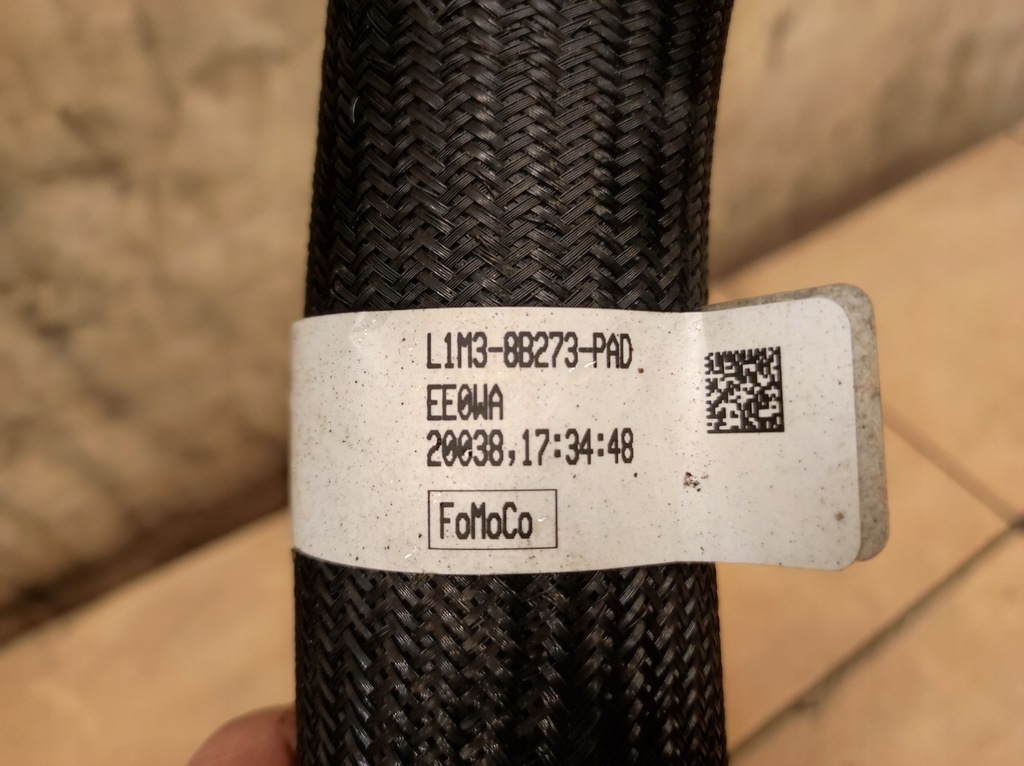 L1M3-8B273-PAD
EE0WA
20038,17:34:48
FoMoCo